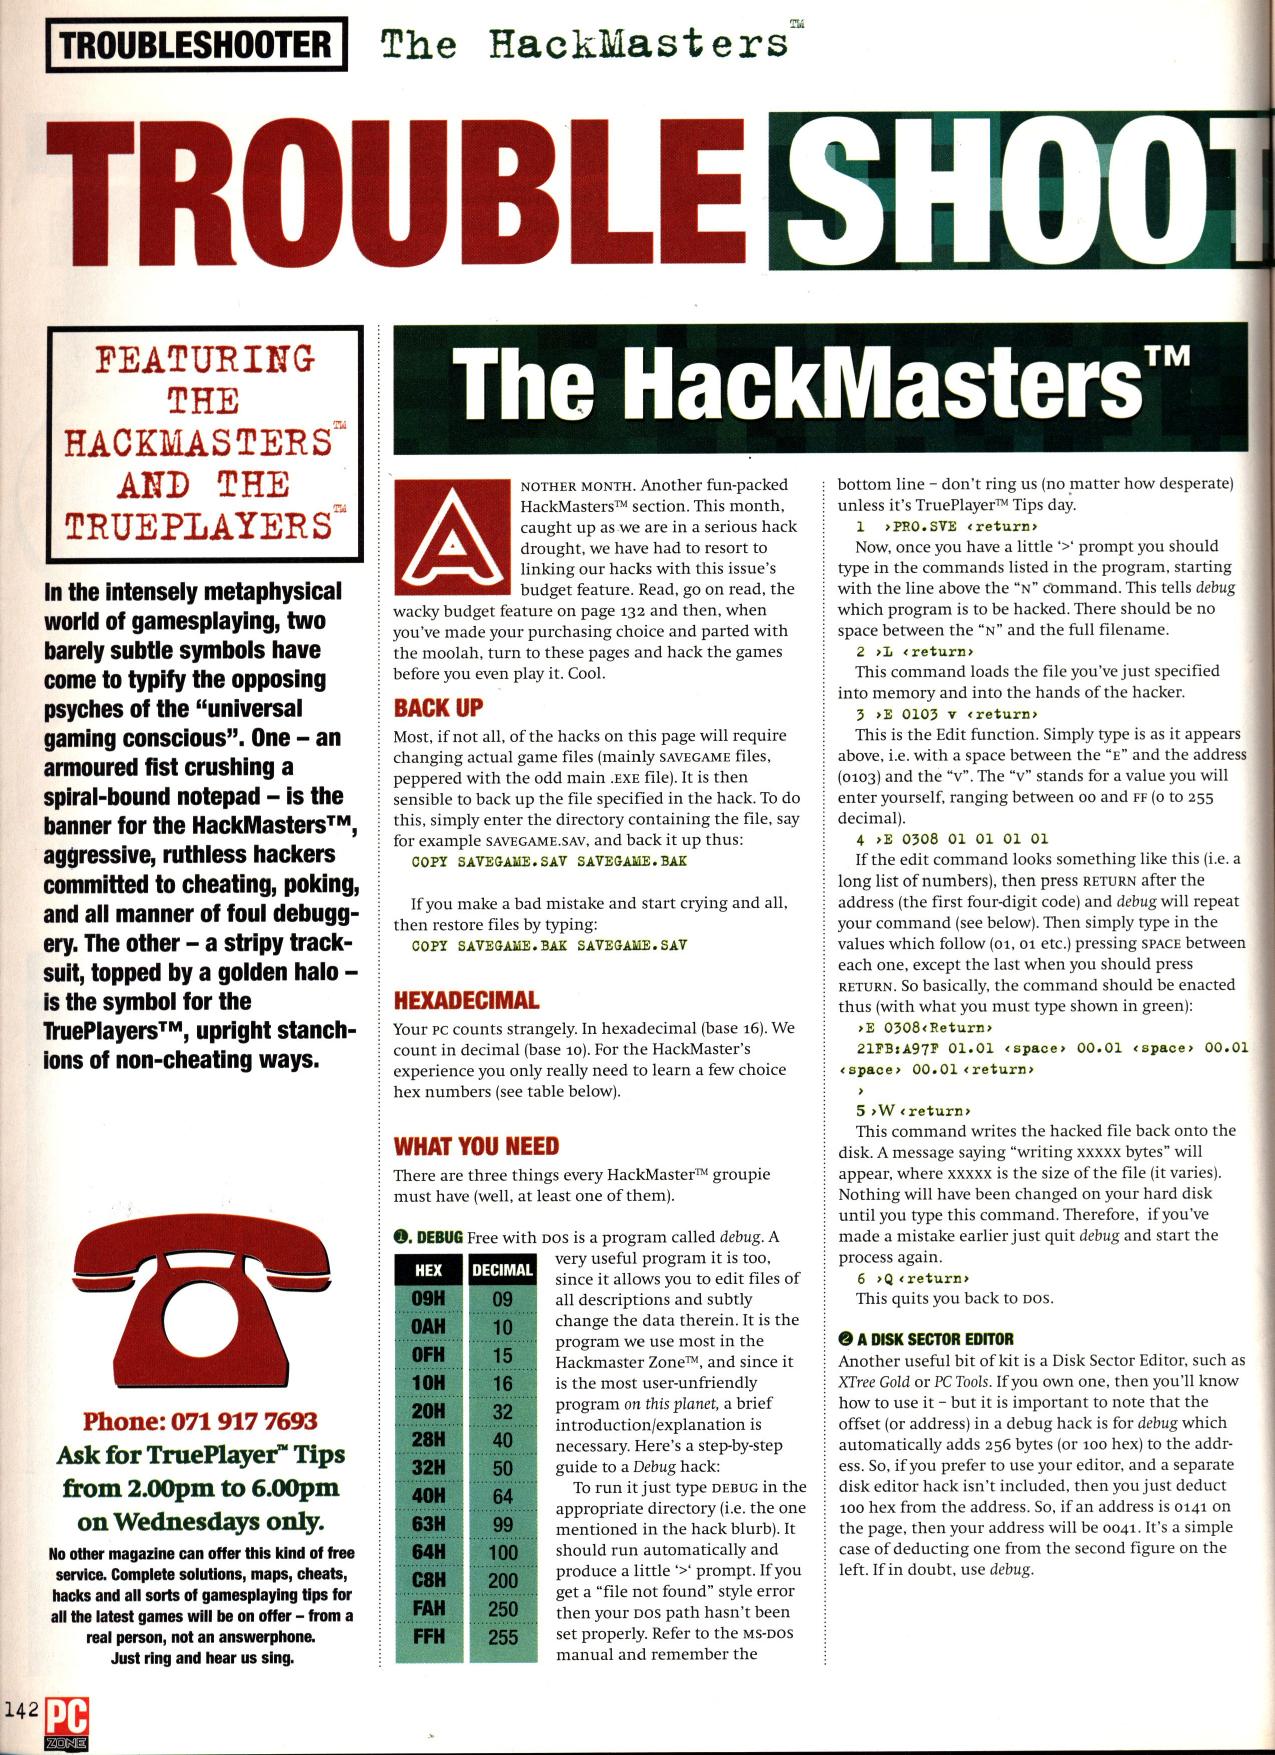 TROUBLESHOOTER
The HackMasters™
TROUBLE SHOOT
FEATURING
THE
HACKMASTERS™
AND THE
TRUEPLAYERS™
In the intensely metaphysical
world of gamesplaying, two
barely subtle symbols have
come to typify the opposing
psyches of the “universal
gaming conscious”. One – an
armoured fist crushing a
spiral-bound notepad – is the
banner for the HackMasters™,
aggressive, ruthless hackers
committed to cheating, poking,
and all manner of foul debugg-
ery. The other – a stripy track-
suit, topped by a golden halo –
is the symbol for the
TruePlayers™, upright stanch-
ions of non-cheating ways.
Phone: 071 917 7693
Ask for TruePlayer™ Tips
from 2.00pm to 6.00pm
on Wednesdays only.
No other magazine can offer this kind of free
service. Complete solutions, maps, cheats,
hacks and all sorts of gamesplaying tips for
all the latest games will be on offer – from a
real person, not an answerphone.
Just ring and hear us sing.
The HackMasters™
A NOTHER MONTH. Another fun-packed
HackMasters™ section. This month,
caught up as we are in a serious hack
drought, we have had to resort to
linking our hacks with this issue's
budget feature. Read, go on read, the
wacky budget feature on page 132 and then, when
you've made your purchasing choice and parted with
the moolah, turn to these pages and hack the games
before you even play it. Cool.
BACK UP
Most, if not all, of the hacks on this page will require
changing actual game files (mainly SAVEGAME files,
peppered with the odd main .EXE file). It is then
sensible to back up the file specified in the hack. To do
this, simply enter the directory containing the file, say
for example SAVEGAME.SAV, and back it up thus:
COPY SAVEGAME.SAV SAVEGAME.BAK
If you make a bad mistake and start crying and all,
then restore files by typing:
COPY SAVEGAME.BAK SAVEGAME.SAV
HEXADECIMAL
Your PC counts strangely. In hexadecimal (base 16). We
count in decimal (base 10). For the HackMaster's
experience you only really need to learn a few choice
hex numbers (see table below).
WHAT YOU NEED
There are three things every HackMaster™ groupie
must have (well, at least one of them).
❶. DEBUG Free with DOS is a program called debug. A
very useful program it is too,
since it allows you to edit files of
all descriptions and subtly
change the data therein. It is the
program we use most in the
Hackmaster Zone™, and since it
is the most user-unfriendly
program on this planet, a brief
introduction/explanation is
necessary. Here's a step-by-step
guide to a Debug hack:
To run it just type DEBUG in the
appropriate directory (i.e. the one
mentioned in the hack blurb). It
should run automatically and
produce a little ‘>’ prompt. If you
get a “file not found” style error
then your DOS path hasn't been
set properly. Refer to the MS-DOS
manual and remember the
HEX DECIMAL
09H 09
0AH 10
0FH 15
10H 16
20H 32
28H 40
32H 50
40H 64
63H 99
64H 100
C8H 200
FAH 250
FFH 255
bottom line – don't ring us (no matter how desperate)
unless it's TruePlayer™ Tips day.
1 >PRO.SVE <return>
Now, once you have a little ‘>‘ prompt you should
type in the commands listed in the program, starting
with the line above the “N” command. This tells debug
which program is to be hacked. There should be no
space between the “N” and the full filename.
2 >L <return>
This command loads the file you've just specified
into memory and into the hands of the hacker.
3 >E 0103 v <return>
This is the Edit function. Simply type is as it appears
above, i.e. with a space between the “E” and the address
(0103) and the “V”. The “V” stands for a value you will
enter yourself, ranging between 00 and FF (0 to 255
decimal).
4 >E 0308 01 01 01 01
If the edit command looks something like this (i.e. a
long list of numbers), then press RETURN after the
address (the first four-digit code) and debug will repeat
your command (see below). Then simply type in the
values which follow (01, 01 etc.) pressing SPACE between
each one, except the last when you should press
RETURN. So basically, the command should be enacted
thus (with what you must type shown in green):
>E 0308<Return>
21FB:A97F 01.01 <space> 00.01 <space> 00.01
<space> 00.01 <return>
>
5 >W <return>
This command writes the hacked file back onto the
disk. A message saying “writing xxxxx bytes” will
appear, where xxxxx is the size of the file (it varies).
Nothing will have been changed on your hard disk
until you type this command. Therefore, if you've
made a mistake earlier just quit debug and start the
process again.
6 >Q <return>
This quits you back to DOS.
❷ A DISK SECTOR EDITOR
Another useful bit of kit is a Disk Sector Editor, such as
XTree Gold or PC Tools. If you own one, then you'll know
how to use it – but it is important to note that the
offset (or address) in a debug hack is for debug which
automatically adds 256 bytes (or 100 hex) to the addr-
ess. So, if you prefer to use your editor, and a separate
disk editor hack isn't included, then you just deduct
100 hex from the address. So, if an address is 0141 on
the page, then your address will be 0041. It's a simple
case of deducting one from the second figure on the
left. If in doubt, use debug.
142 PC
ZONE